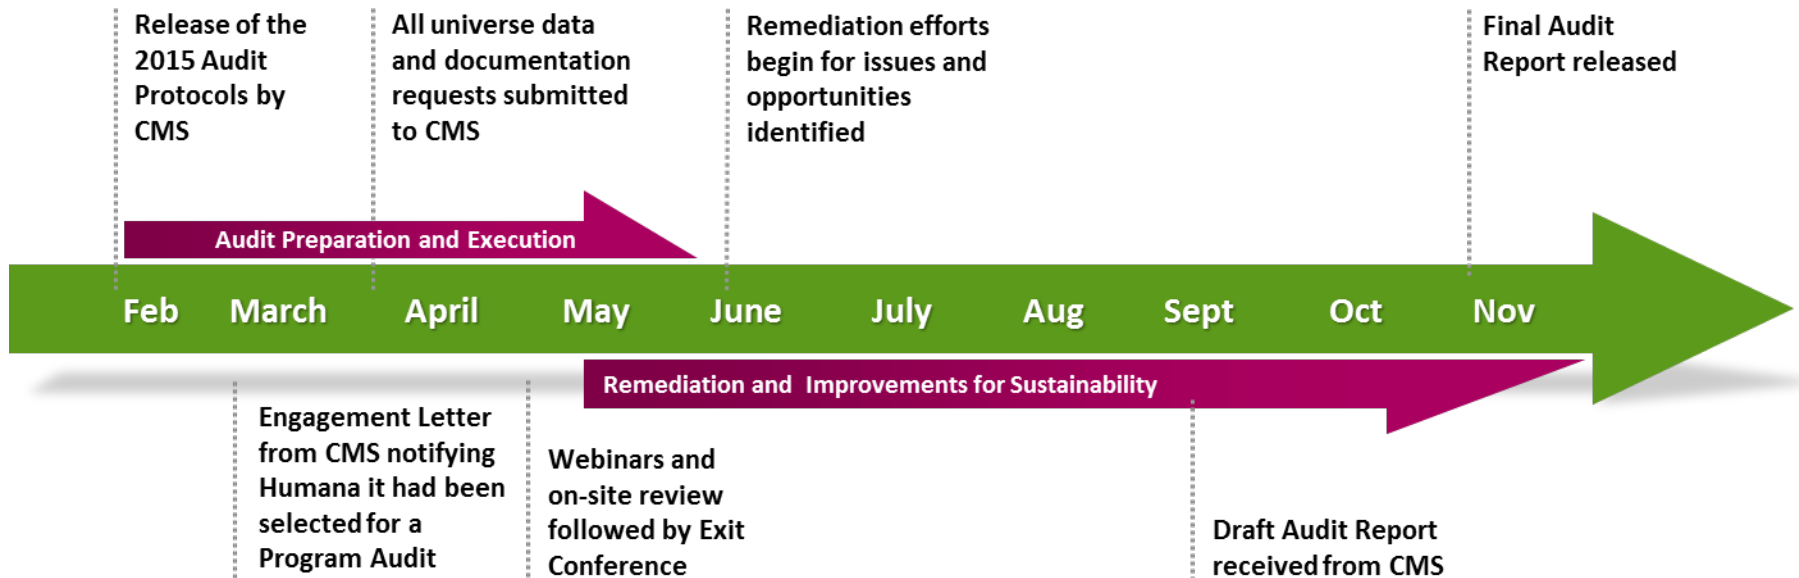 Release of the
2015 Audit
Protocols by
CMS
All universe data
and documentation
requests submitted
to CMS
Remediation efforts
begin for issues and
opportunities
identified
Final Audit
Report released
Audit Preparation and Execution
Feb March April May June July Aug Sept Oct Nov
Remediation and Improvements for Sustainability
Engagement Letter
from CMS notifying
Humana it had been
selected for a
Program Audit
Webinars and
on-site review
followed by Exit
Conference
Draft Audit Report
received from CMS